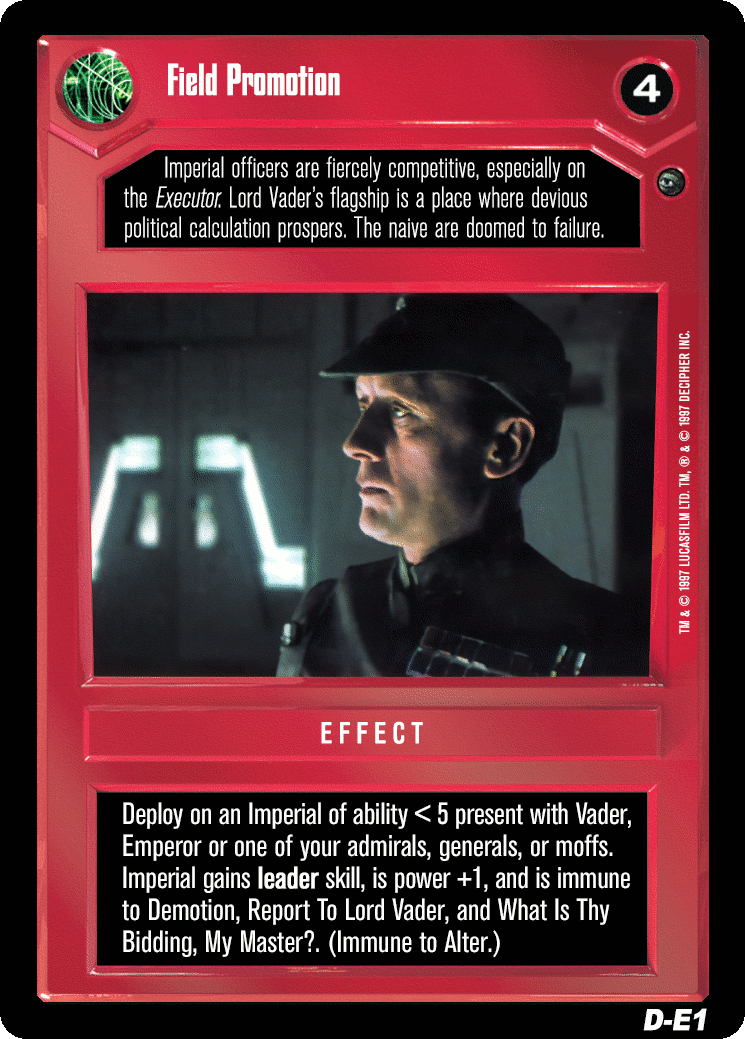 Field Promotion
4
Imperial officers are fiercely competitive, especially on
the Executor. Lord Vader's flagship is a place where devious
political calculation prospers. The naive are doomed to failure.
TM & © 1997 LUCASFILM LTD. TM, ® & © 1997 DECIPHER INC.
EFFECT
Deploy on an Imperial of ability < 5 present with Vader,
Emperor or one of your admirals, generals, or moffs.
Imperial gains leader skill, is power +1, and is immune
to Demotion, Report To Lord Vader, and What Is Thy
Bidding, My Master?. (Immune to Alter.)
D-E1